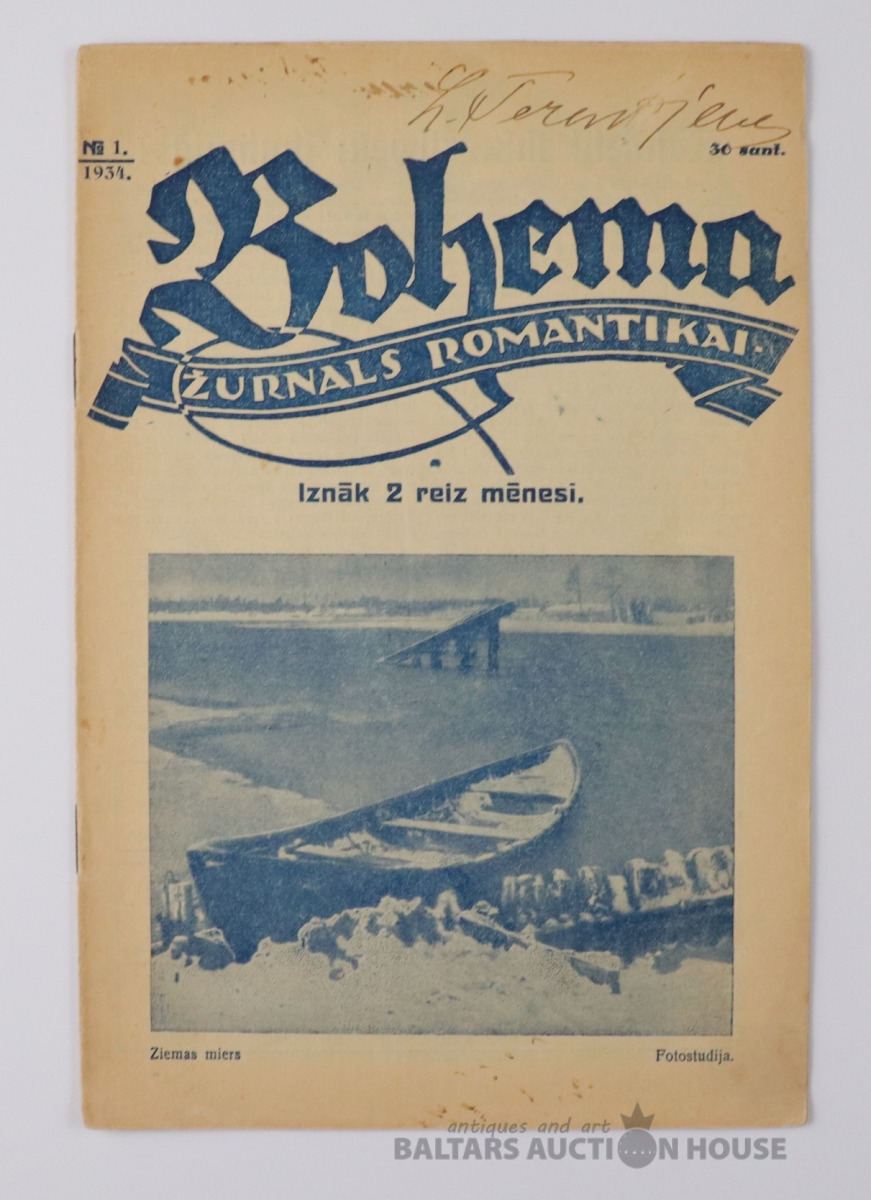 № 1.
1934.
30 sant.
Bohema
ŽURNALS ROMANTIKAI.
Iznāk 2 reiz mēnesi.
Ziemas miers
Fotostudija.
antiques and art
BALTARS AUCTION HOUSE